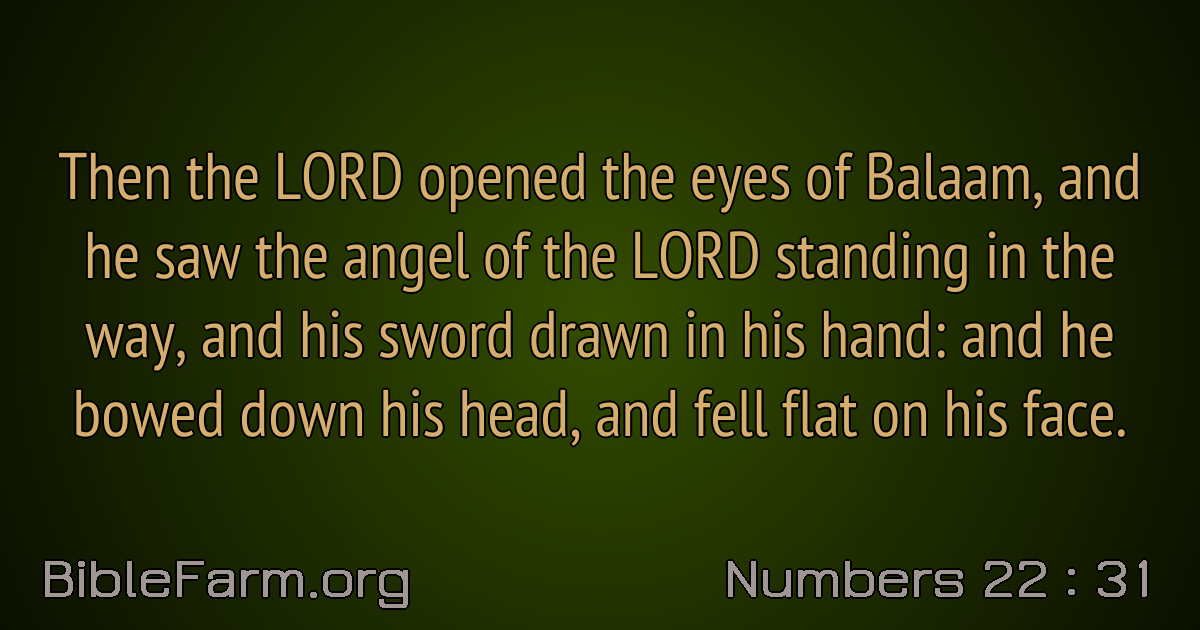 Then the LORD opened the eyes of Balaam, and
he saw the angel of the LORD standing in the
way, and his sword drawn in his hand: and he
bowed down his head, and fell flat on his face.
BibleFarm.org
Numbers 22 : 31